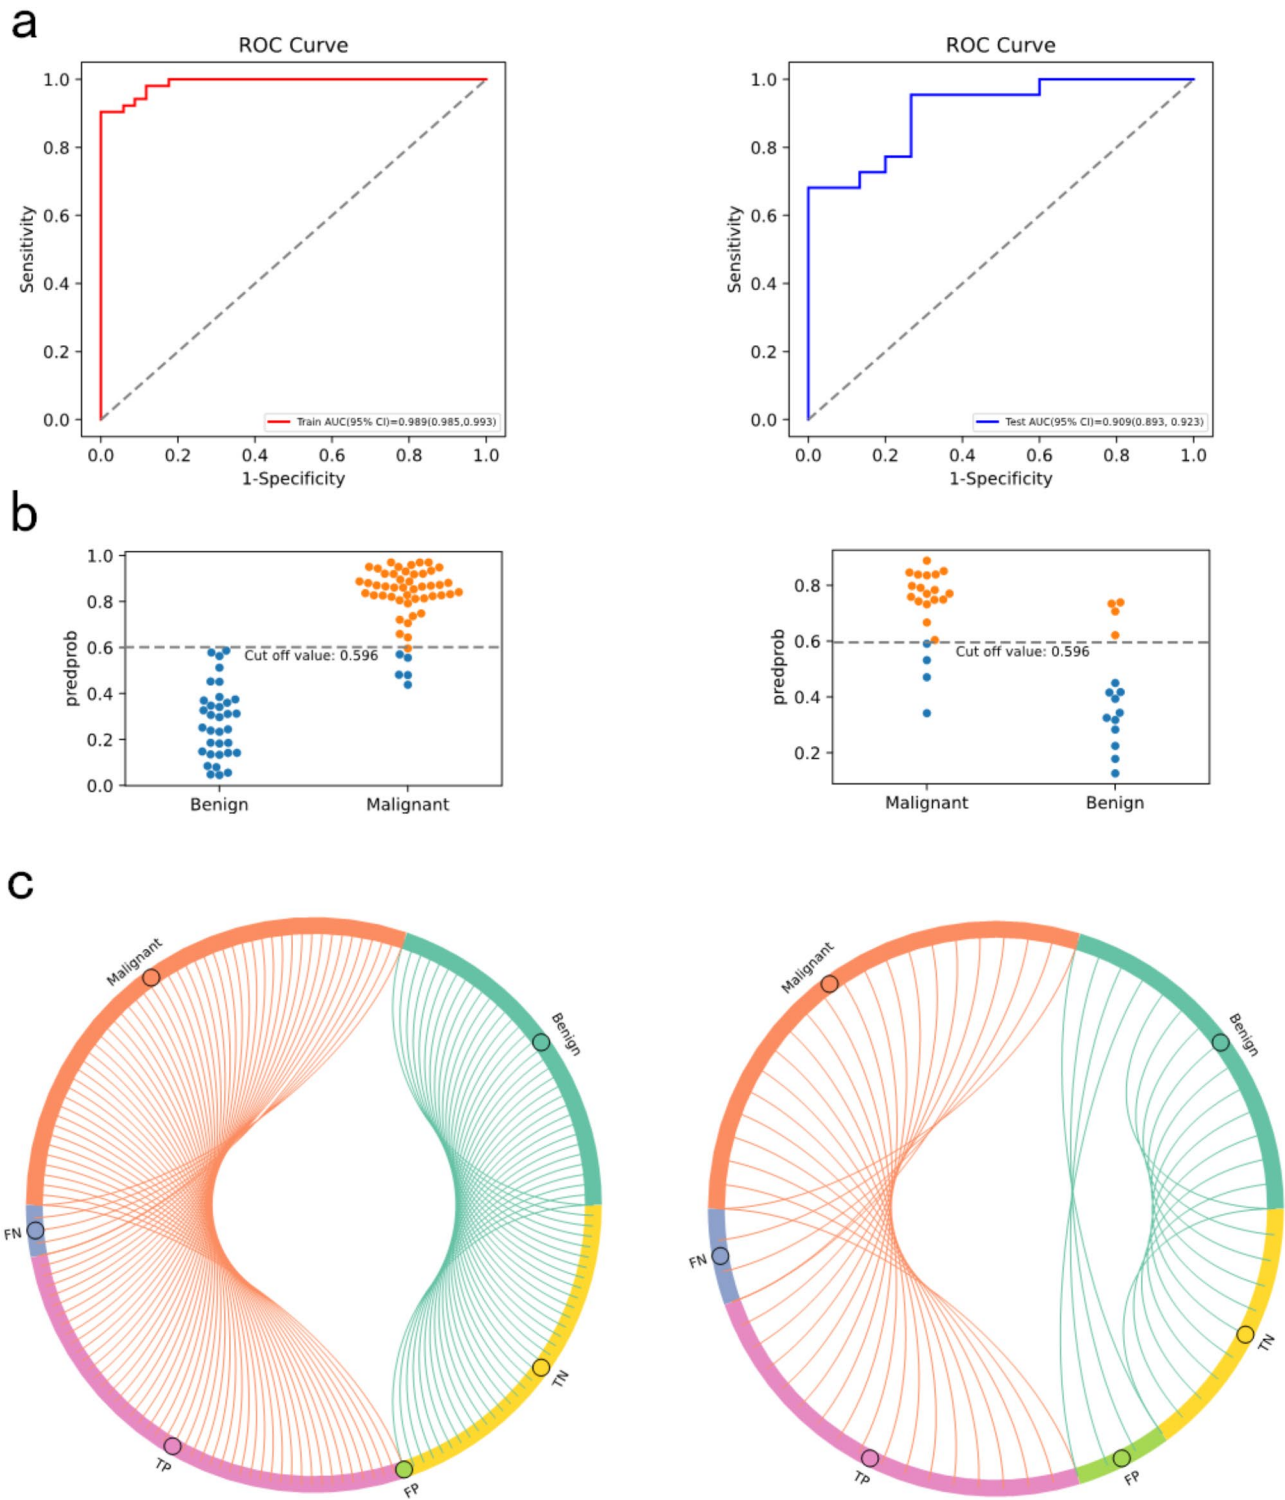 a
ROC Curve
1.0
0.8
0.6
0.4
0.2
0.0
Sensitivity
Train AUC(95% CI)=0.989(0.985,0.993)
0.0 0.2 0.4 0.6 0.8 1.0
1-Specificity
ROC Curve
1.0
0.8
0.6
0.4
0.2
0.0
Sensitivity
Test AUC(95% CI)=0.909(0.893, 0.923)
0.0 0.2 0.4 0.6 0.8 1.0
1-Specificity
b
1.0
0.8
0.6
0.4
0.2
0.0
predprob
Cut off value: 0.596
Benign Malignant
0.8
0.6
0.4
0.2
predprob
Cut off value: 0.596
Malignant Benign
c
Malignant
Benign
FN
TN
TP
FP
Malignant
Benign
FN
TN
TP
FP